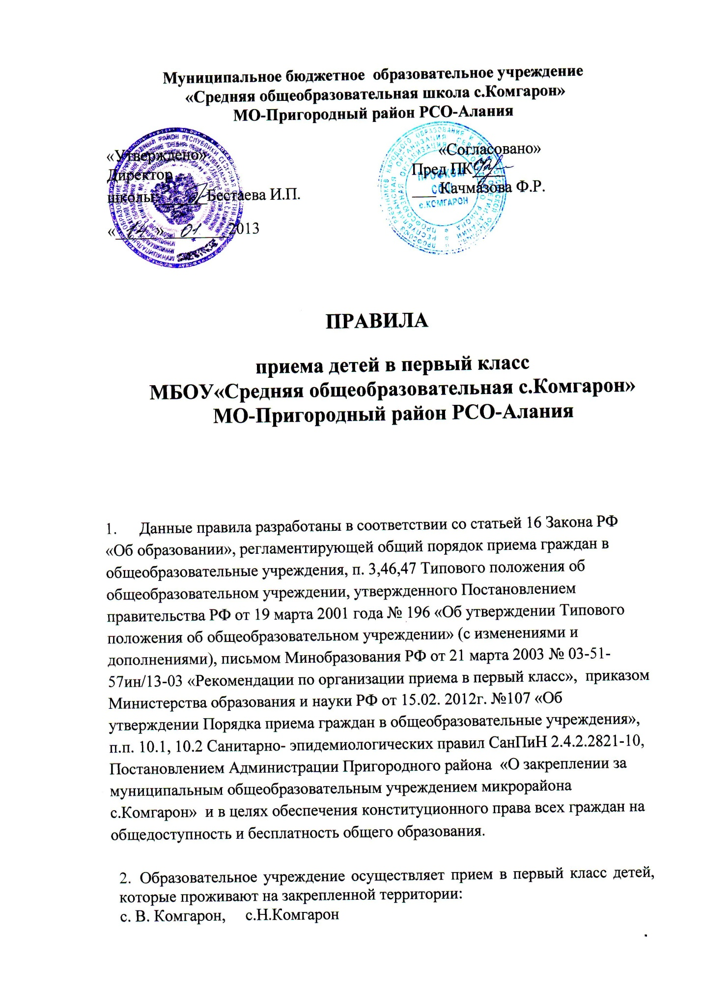 Муниципальное бюджетное  образовательное учреждение
«Средняя общеобразовательная школа с.Комгарон»
МО-Пригородный район РСО-Алания
«Утверждено»
Директор
школы Бестаева И.П.
« » 01 2013
«Согласовано»
Пред ПК
Качмазова Ф.Р.
ПРОФКОМ
СОШ
с.КОМГАРОН
ПРАВИЛА
приема детей в первый класс
МБОУ«Средняя общеобразовательная с.Комгарон»
МО-Пригородный район РСО-Алания
1. Данные правила разработаны в соответствии со статьей 16 Закона РФ
«Об образовании», регламентирующей общий порядок приема граждан в
общеобразовательные учреждения, п. 3,46,47 Типового положения об
общеобразовательном учреждении, утвержденного Постановлением
правительства РФ от 19 марта 2001 года № 196 «Об утверждении Типового
положения об общеобразовательном учреждении» (с изменениями и
дополнениями), письмом Минобразования РФ от 21 марта 2003 № 03-51-
57ин/13-03 «Рекомендации по организации приема в первый класс»,  приказом
Министерства образования и науки РФ от 15.02. 2012г. №107 «Об
утверждении Порядка приема граждан в общеобразовательные учреждения»,
п.п. 10.1, 10.2 Санитарно- эпидемиологических правил СанПиН 2.4.2.2821-10,
Постановлением Администрации Пригородного района  «О закреплении за
муниципальным общеобразовательным учреждением микрорайона
с.Комгарон»  и в целях обеспечения конституционного права всех граждан на
общедоступность и бесплатность общего образования.
2. Образовательное учреждение осуществляет прием в первый класс детей,
которые проживают на закрепленной территории:
с. В. Комгарон, с.Н.Комгарон